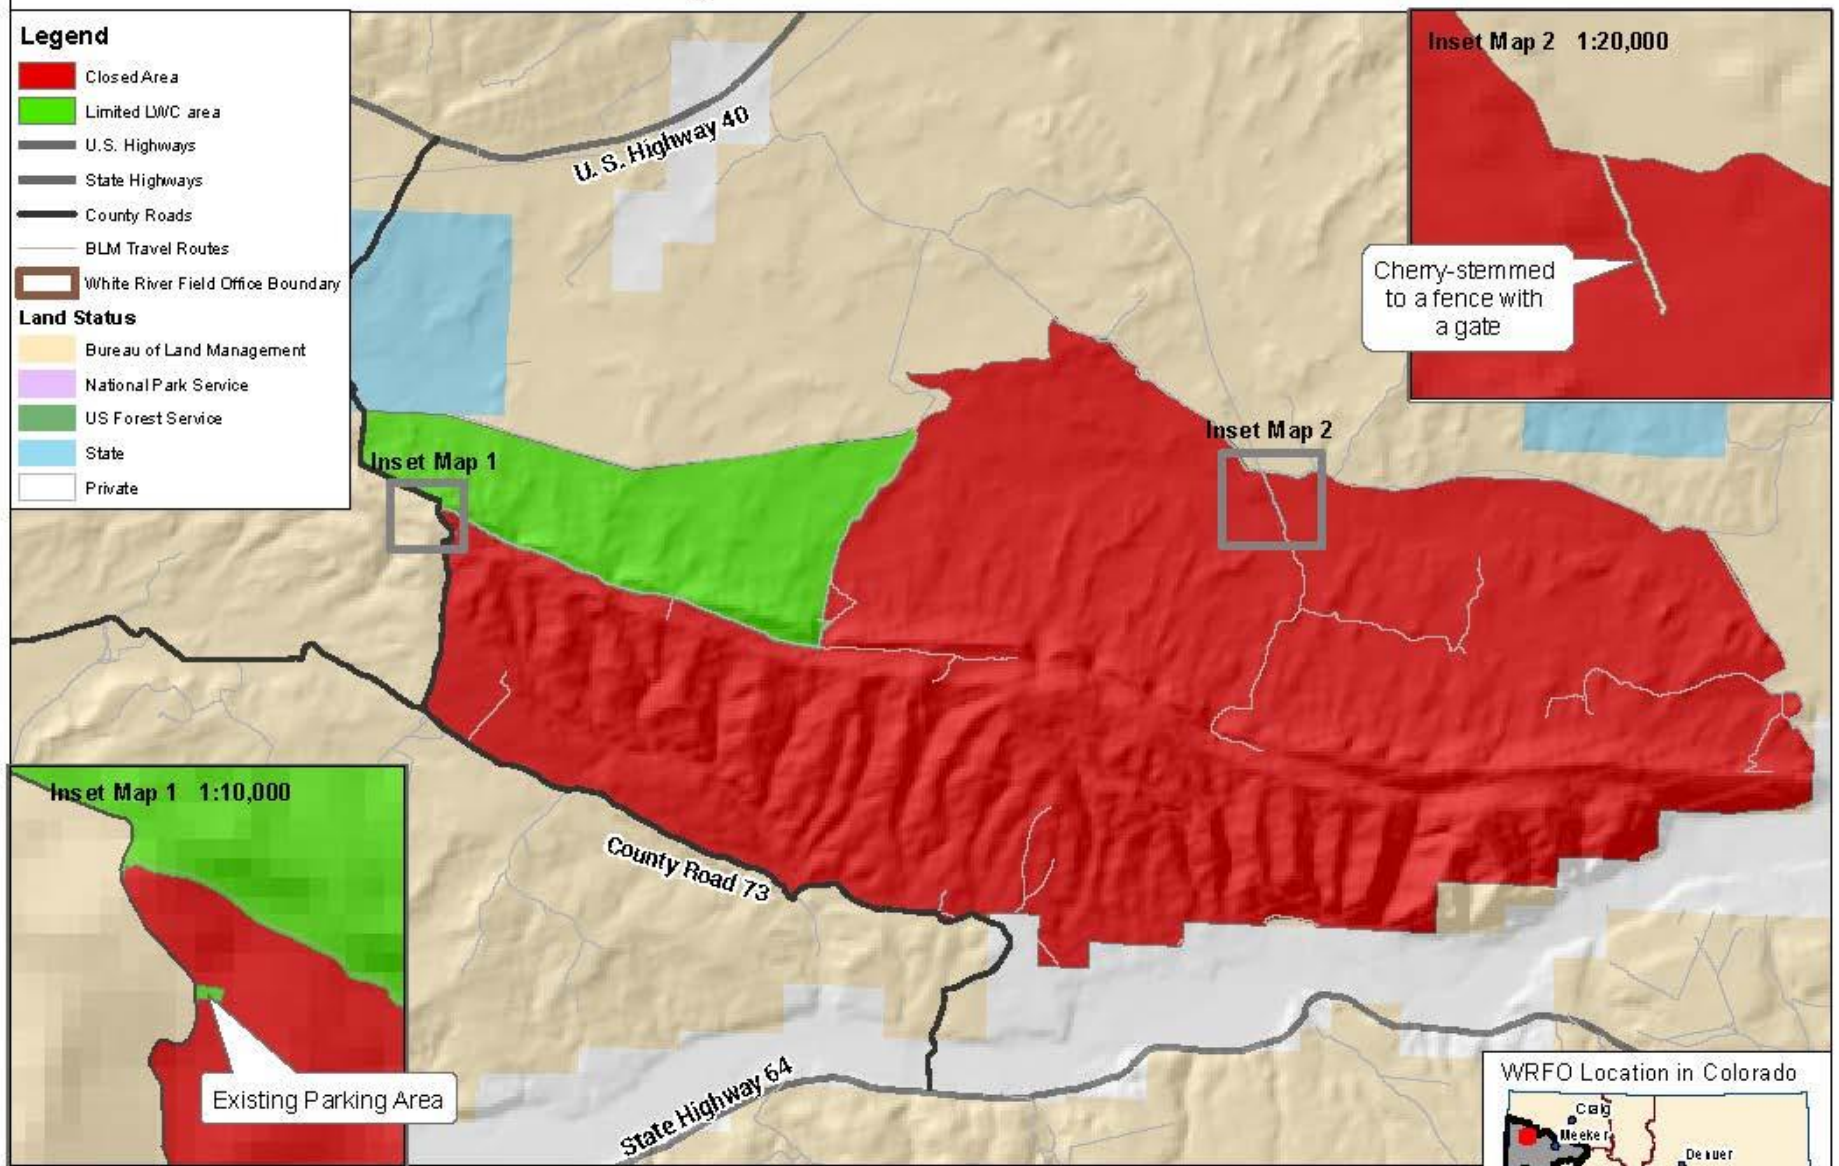 Legend
Closed Area
Limited LWC area
U.S. Highways
State Highways
County Roads
BLM Travel Routes
White River Field Office Boundary
Land Status
Bureau of Land Management
National Park Service
US Forest Service
State
Private
U. S. Highway 40
Inset Map 2 1:20,000
Cherry-stemmed
to a fence with
a gate
Inset Map 1
Inset Map 2
Inset Map 1 1:10,000
Existing Parking Area
County Road 73
State Highway 64
WRFO Location in Colorado
Craig
Meeker
Denver